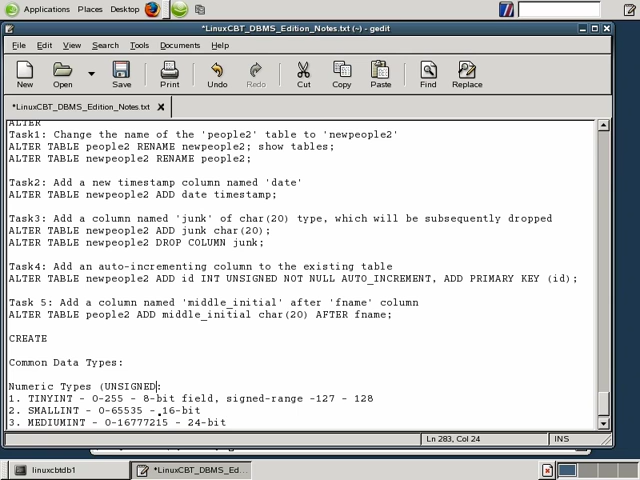 Applications Places Desktop
*LinuxCBT_DBMS_Edition_Notes.txt (~) - gedit
File Edit View Search Tools Documents Help
New Open Save Print Undo Redo Cut Copy Paste Find Replace
*LinuxCBT_DBMS_Edition_Notes.txt
ALTER
Task1: Change the name of the 'people2' table to 'newpeople2'
ALTER TABLE people2 RENAME newpeople2; show tables;
ALTER TABLE newpeople2 RENAME people2;
Task2: Add a new timestamp column named 'date'
ALTER TABLE newpeople2 ADD date timestamp;
Task3: Add a column named 'junk' of char(20) type, which will be subsequently dropped
ALTER TABLE newpeople2 ADD junk char(20);
ALTER TABLE newpeople2 DROP COLUMN junk;
Task4: Add an auto-incrementing column to the existing table
ALTER TABLE newpeople2 ADD id INT UNSIGNED NOT NULL AUTO_INCREMENT, ADD PRIMARY KEY (id);
Task 5: Add a column named 'middle_initial' after 'fname' column
ALTER TABLE people2 ADD middle_initial char(20) AFTER fname;
CREATE
Common Data Types:
Numeric Types (UNSIGNED:
1. TINYINT - 0-255 - 8-bit field, signed-range -127 - 128
2. SMALLINT - 0-65535 - 16-bit
3. MEDIUMINT - 0-16777215 - 24-bit
Ln 283, Col 24 INS
linuxcbtdb1 *LinuxCBT_DBMS_Ed...